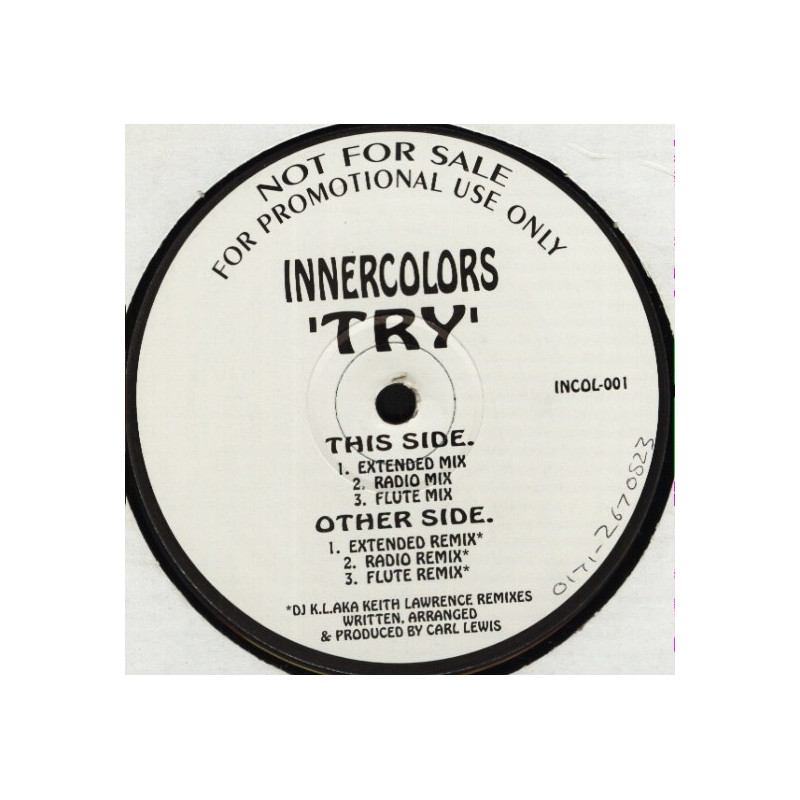 NOT FOR SALE
FOR PROMOTIONAL USE ONLY
INNERCOLORS
'TRY'
INCOL-001
THIS SIDE.
1. EXTENDED MIX
2. RADIO MIX
3. FLUTE MIX
OTHER SIDE.
1. EXTENDED REMIX*
2. RADIO REMIX*
3. FLUTE REMIX*
*DJ K.L.AKA KEITH LAWRENCE REMIXES
WRITTEN, ARRANGED
& PRODUCED BY CARL LEWIS
0171-2670523